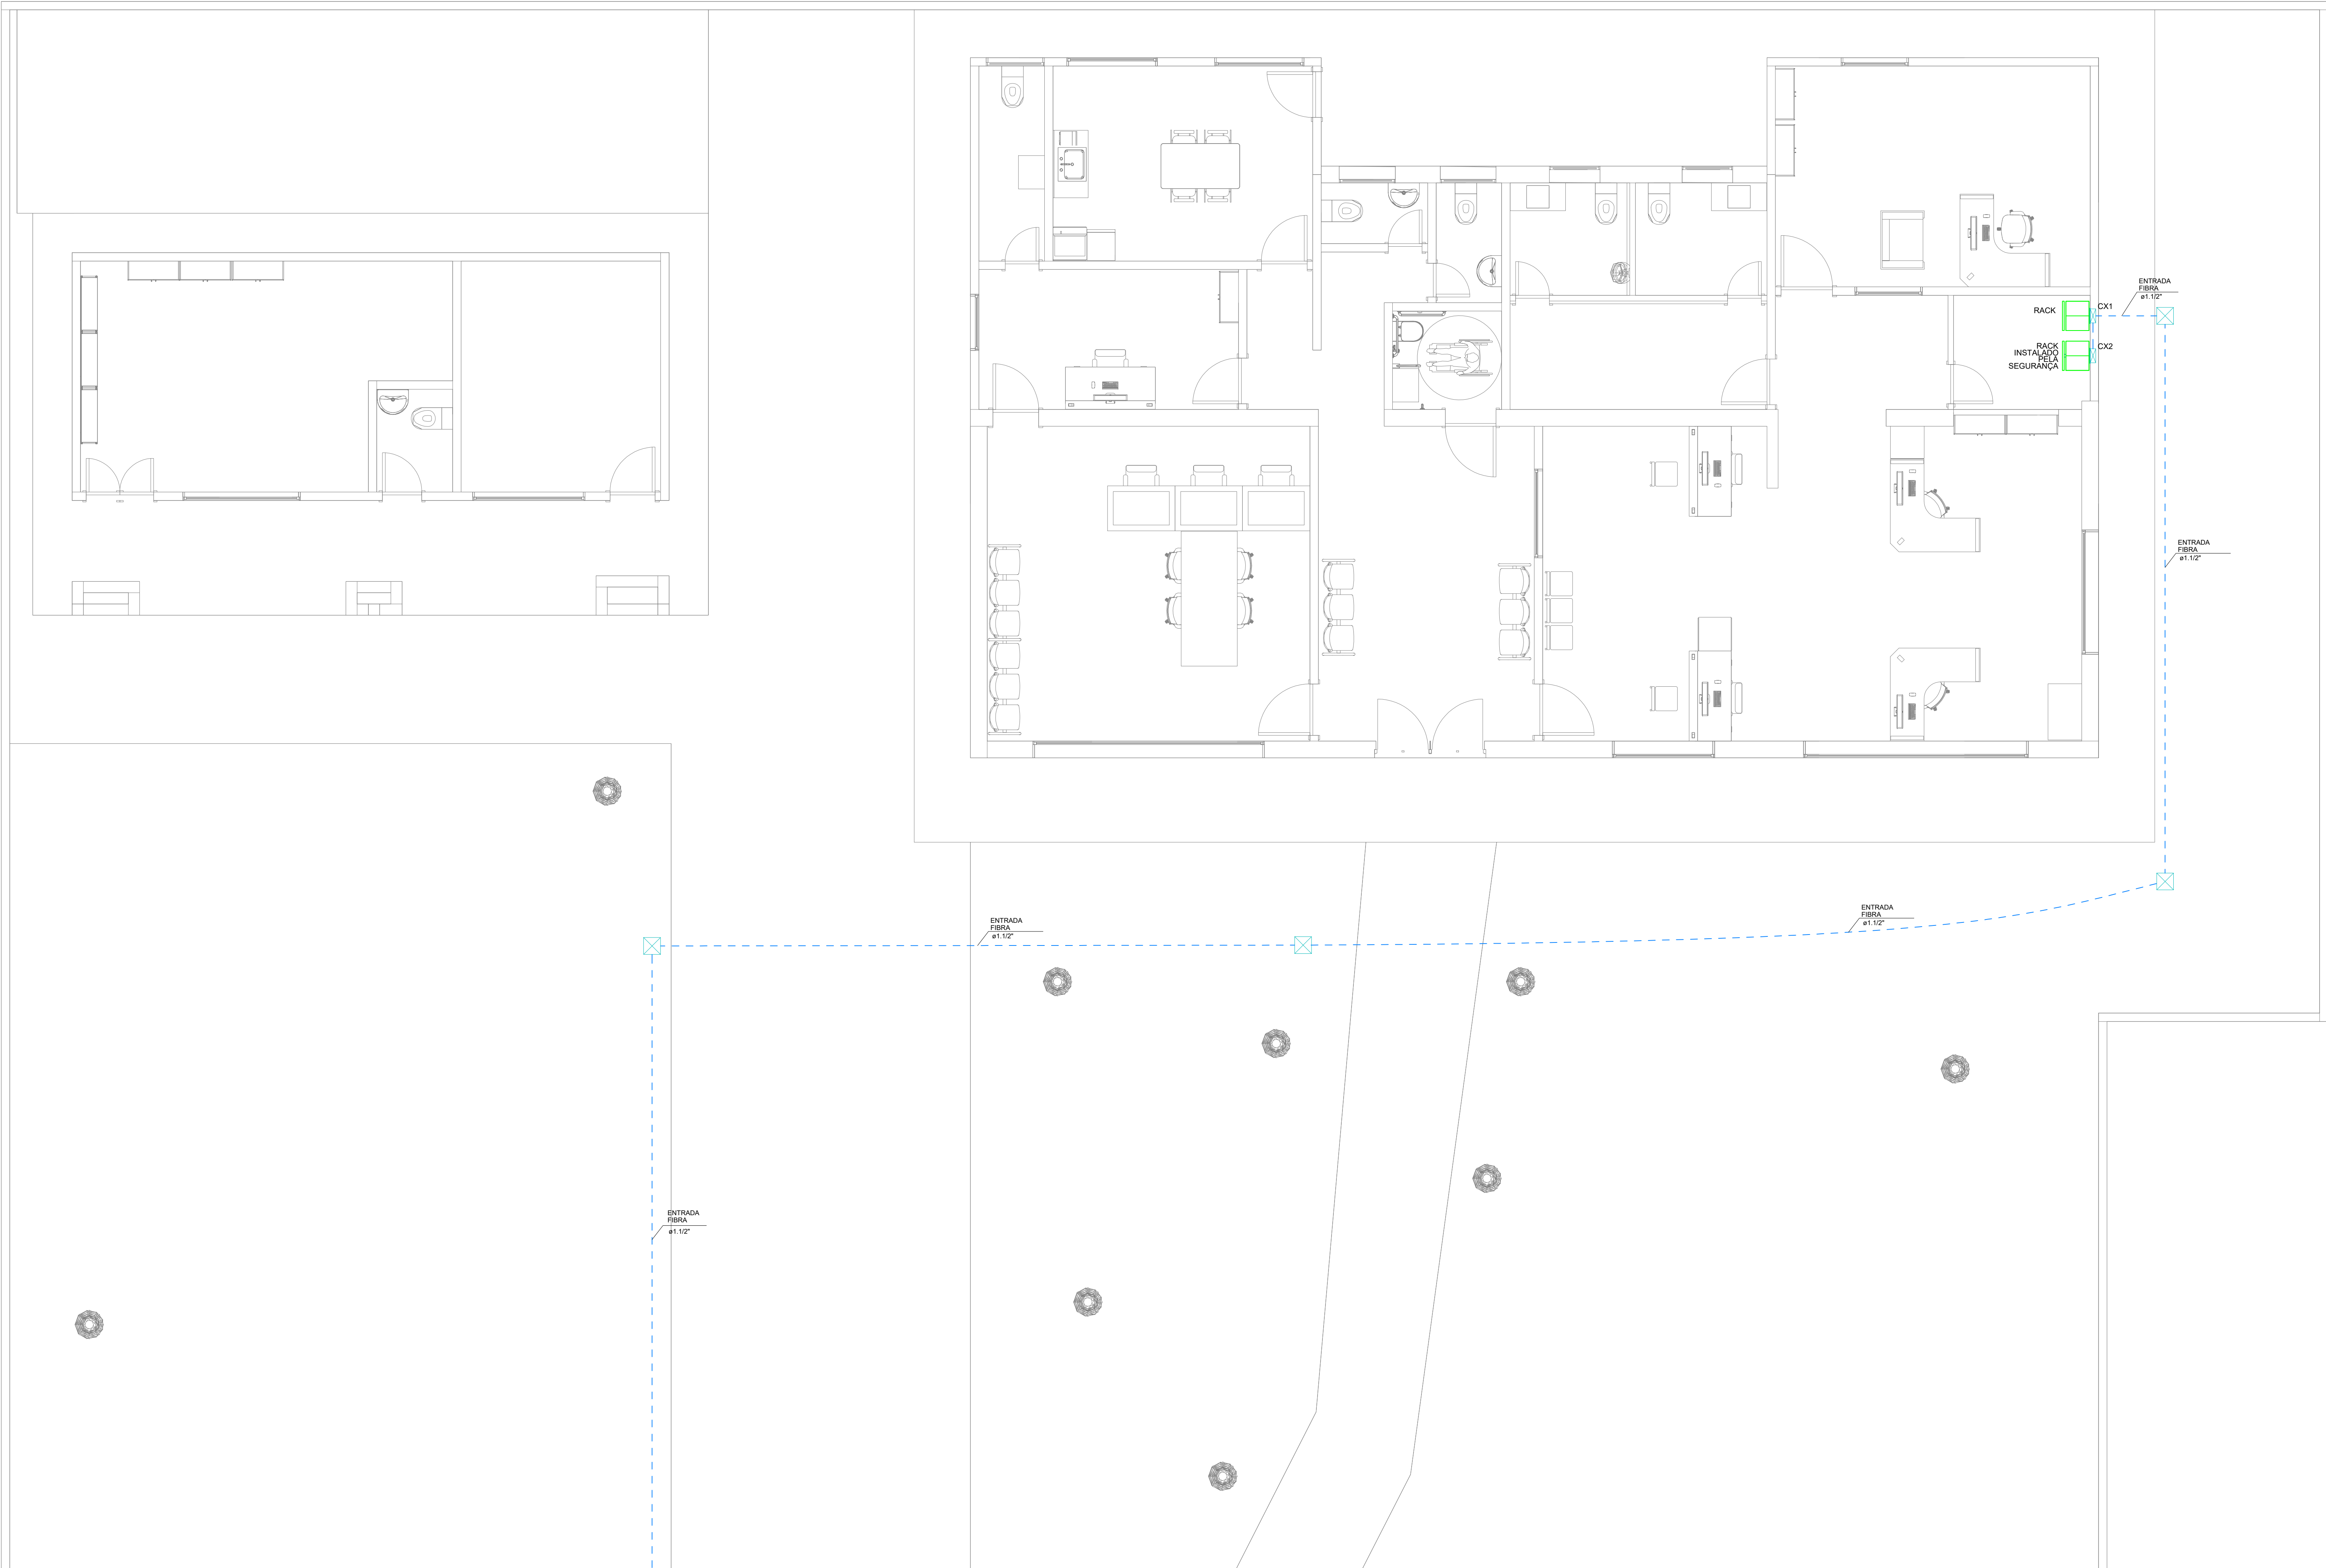 ENTRADA
FIBRA
ø1.1/2"
CX1
RACK
CX2
RACK
INSTALADO
PELA
SEGURANÇA
ENTRADA
FIBRA
ø1.1/2"
ENTRADA
FIBRA
ø1.1/2"
ENTRADA
FIBRA
ø1.1/2"
ENTRADA
FIBRA
ø1.1/2"